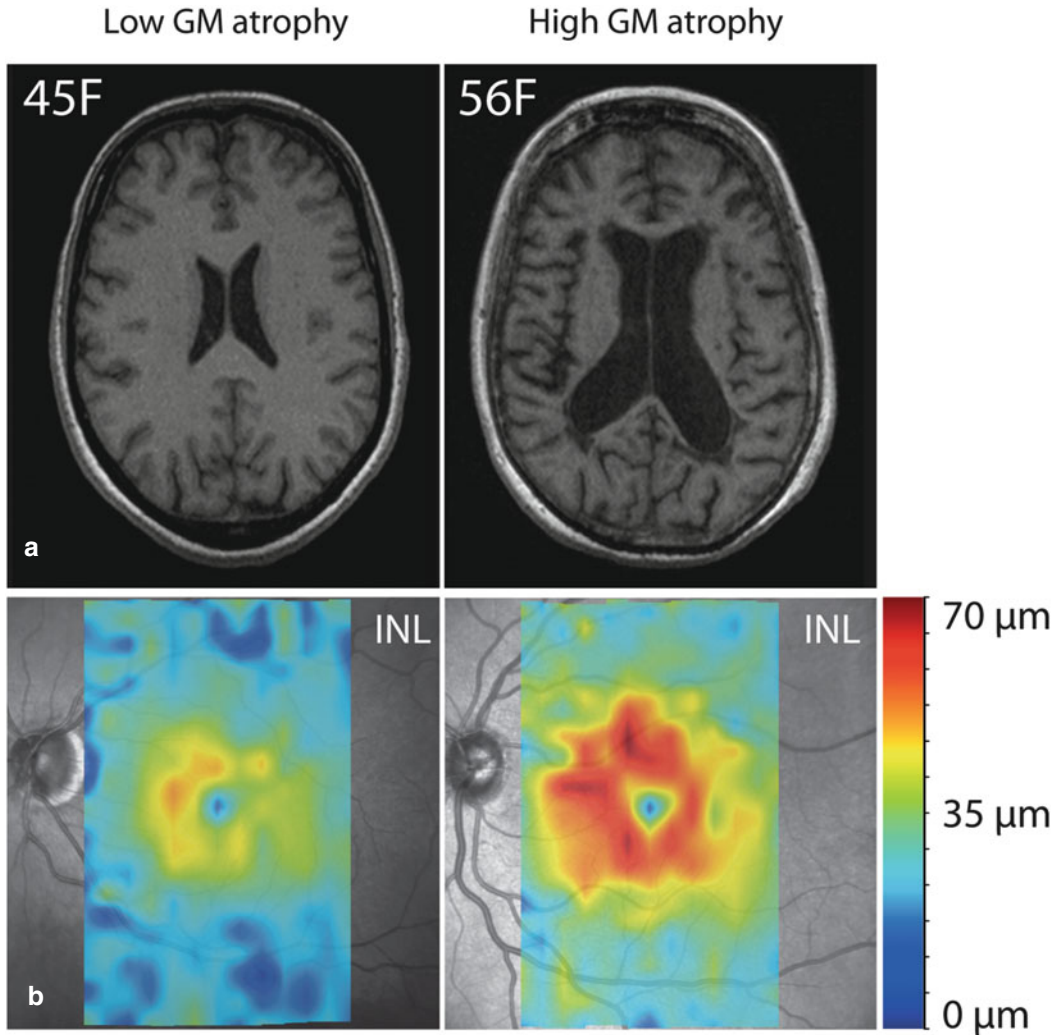 Low GM atrophy
High GM atrophy
45F
56F
a
INL
INL
70 µm
35 µm
0 µm
b